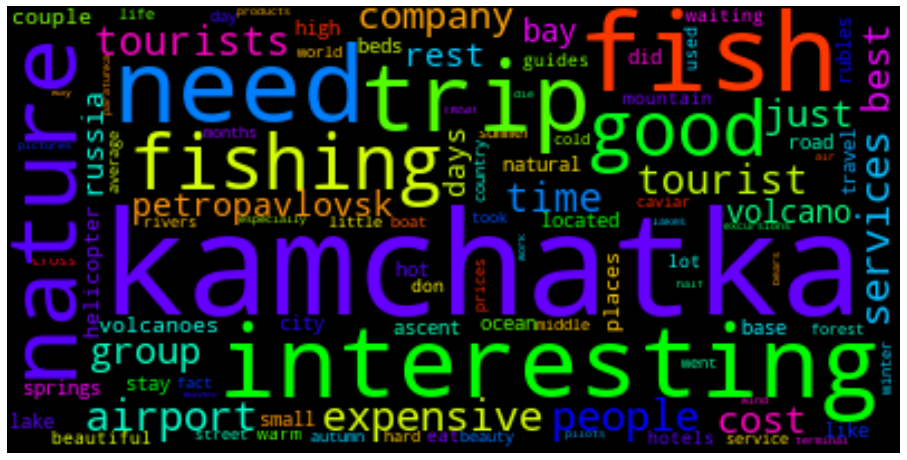 couple life day products
high company waiting
tourists bay fish
world beds rest guides did used rubles best
nature need trip
paratunka mountain
way russia just
pictures average months fishing days summer cold good road travel air
country natural tourist services
petropavlovsk time caviar
rivers especially little boat took located volcano
excursions
cross helicopter kamchatka lakes
hot work lot
don prices places hair bears
volcanoes city ascent ocean middle base forest
group interesting went
springs stay fact winter
lake airport small expensive people cost like
beautiful street warm autumn hard eat beauty pilots hotels service terminal